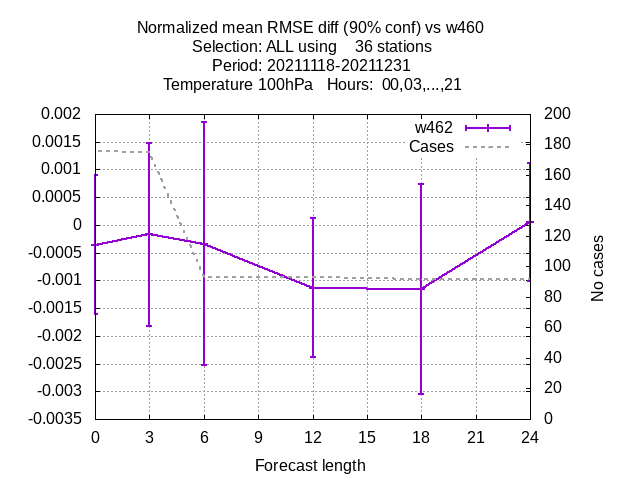 Normalized mean RMSE diff (90% conf) vs w460
Selection: ALL using    36 stations
Period: 20211118-20211231
Temperature 100hPa   Hours:  00,03,...,21
w462
Cases
0.002
0.0015
0.001
0.0005
0
-0.0005
-0.001
-0.0015
-0.002
-0.0025
-0.003
-0.0035
200
180
160
140
120
100
80
60
40
20
0
No cases
0 3 6 9 12 15 18 21 24
Forecast length